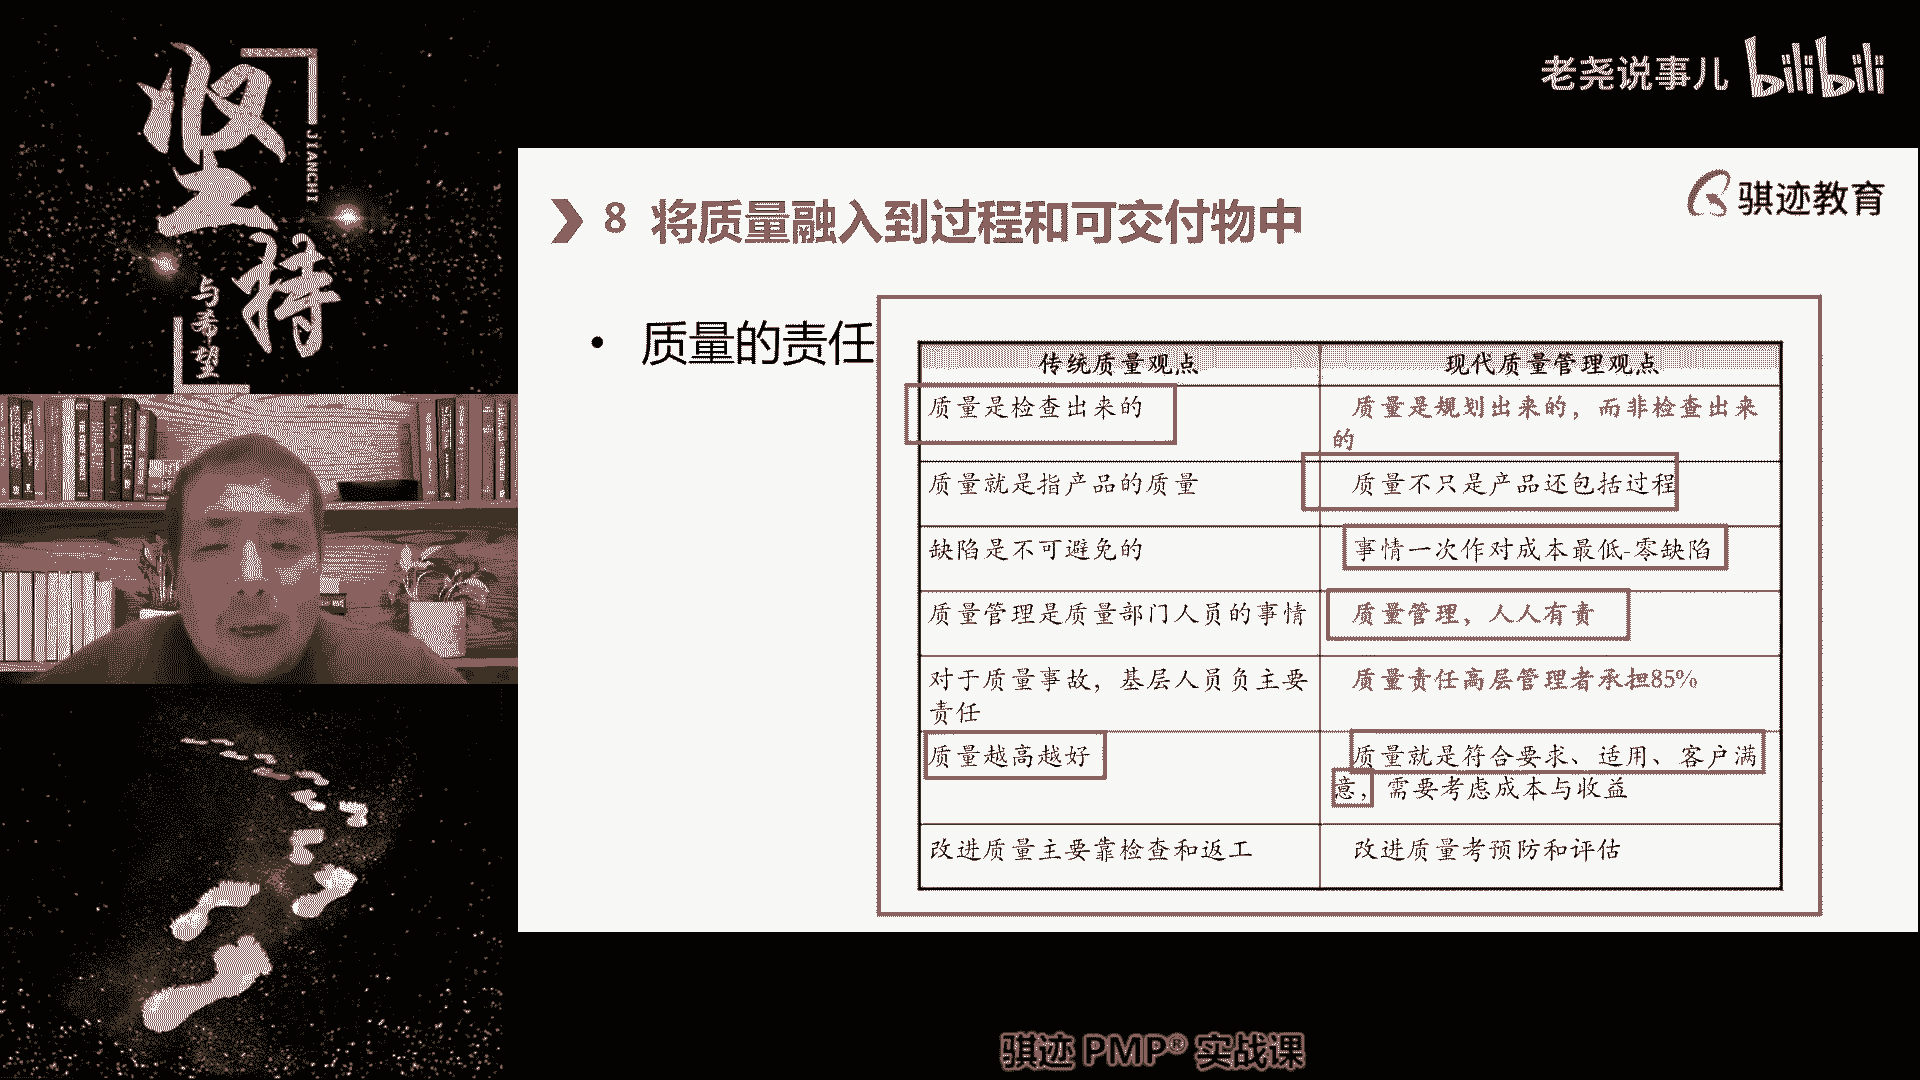 坚持
JIANCHI
与希望
老尧说事儿 bilibili
骐迹教育
8 将质量融入到过程和可交付物中
• 质量的责任
传统质量观点
现代质量管理观点
质量是检查出来的
质量是规划出来的，而非检查出来
的
质量就是指产品的质量
质量不只是产品还包括过程
缺陷是不可避免的
事情一次作对成本最低-零缺陷
质量管理是质量部门人员的事情
质量管理，人人有责
对于质量事故，基层人员负主要
责任
质量责任高层管理者承担85%
质量越高越好
质量就是符合要求、适用、客户满
意，需要考虑成本与收益
改进质量主要靠检查和返工
改进质量考预防和评估
骐迹 PMP® 实战课